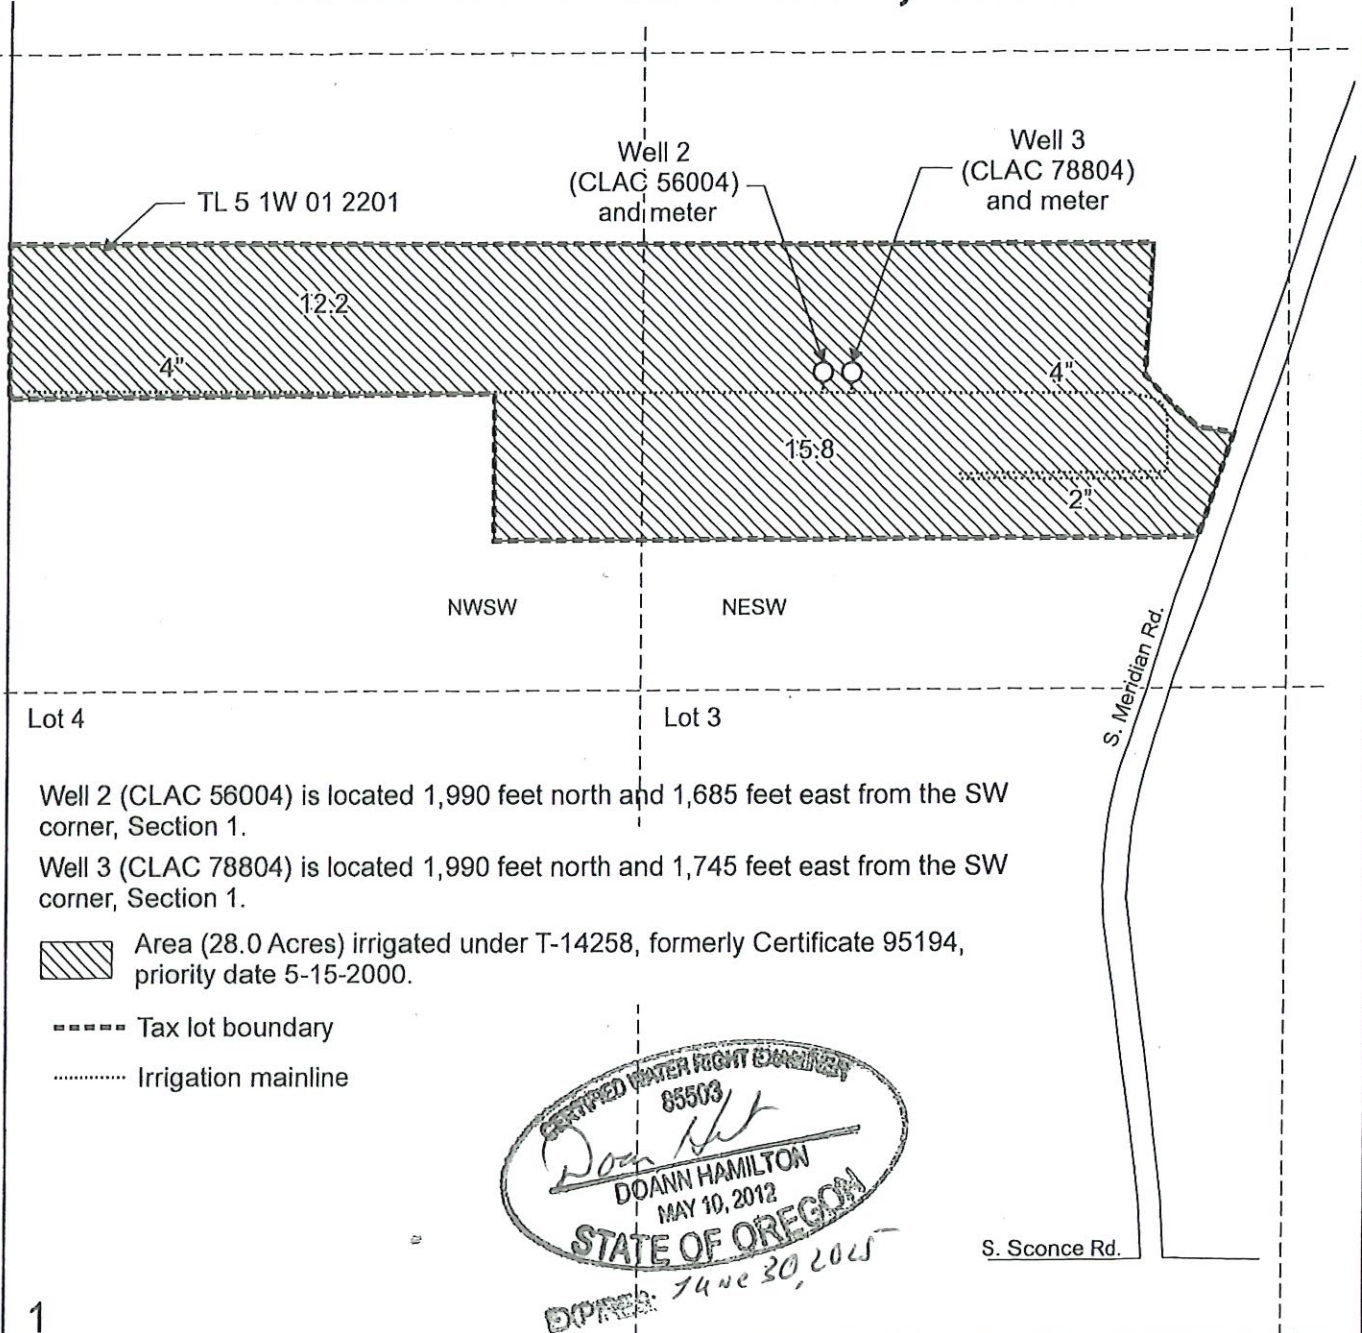 Well 2
(CLAC 56004)
and meter
Well 3
(CLAC 78804)
and meter
TL 5 1W 01 2201
12.2
4"
4"
15.8
2"
NWSW
NESW
S. Meridian Rd.
Lot 4
Lot 3
Well 2 (CLAC 56004) is located 1,990 feet north and 1,685 feet east from the SW
corner, Section 1.
Well 3 (CLAC 78804) is located 1,990 feet north and 1,745 feet east from the SW
corner, Section 1.
Area (28.0 Acres) irrigated under T-14258, formerly Certificate 95194,
priority date 5-15-2000.
Tax lot boundary
Irrigation mainline
CERTIFIED WATER RIGHT EXAMINER
85503
DOANN HAMILTON
MAY 10, 2012
STATE OF OREGON
EXPIRES: June 30, 2025
S. Sconce Rd.
1